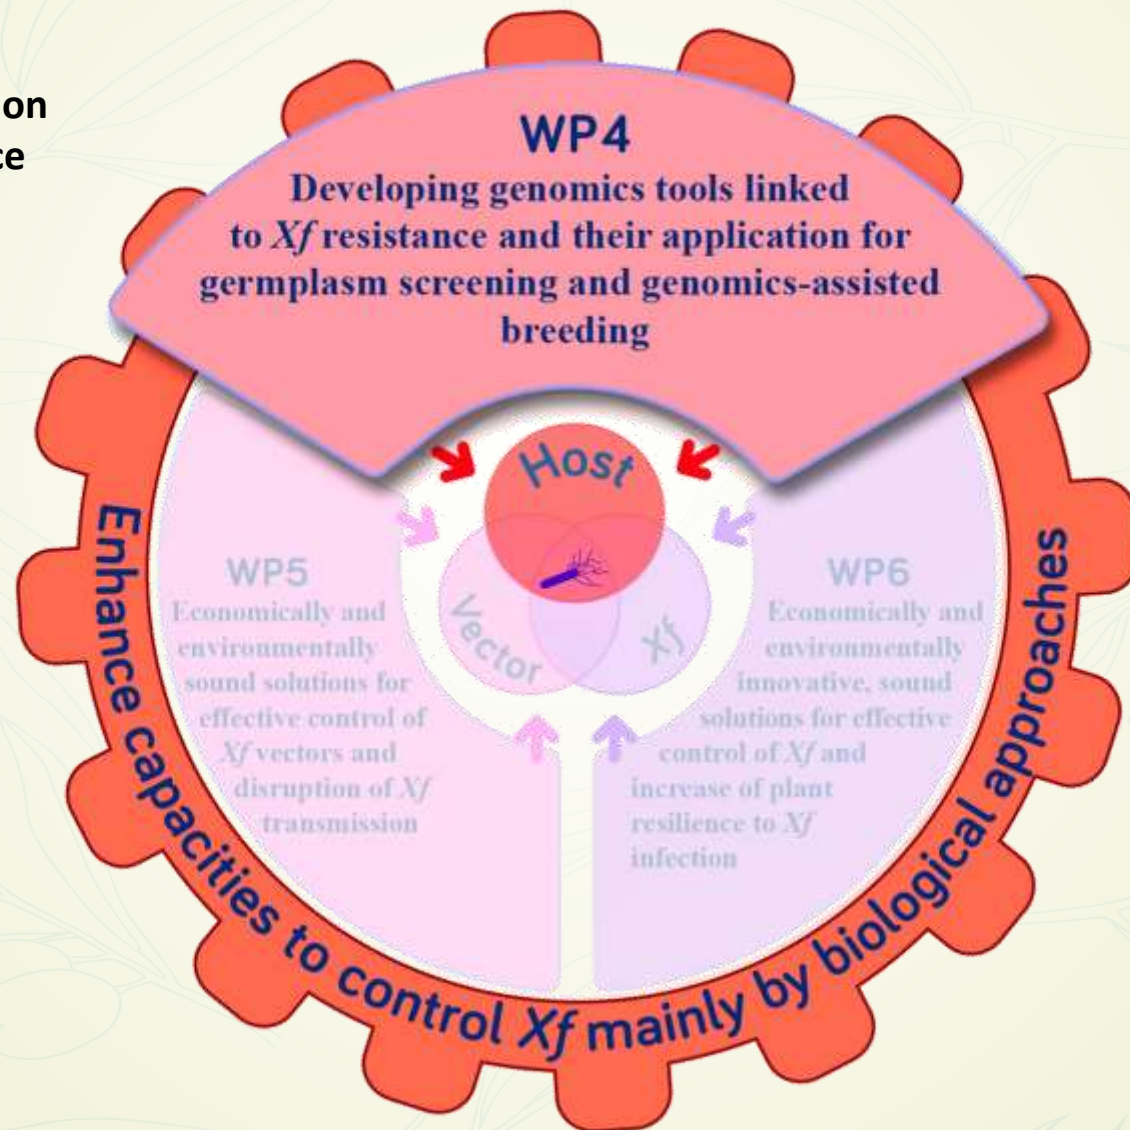 on
ce
WP4
Developing genomics tools linked
to Xf resistance and their application for
germplasm screening and genomics-assisted
breeding
Host
Vector
Xf
WP5
Economically and
environmentally
sound solutions for
effective control of
Xf vectors and
disruption of Xf
transmission
WP6
Economically and
environmentally
innovative, sound
solutions for effective
control of Xf and
increase of plant
resilience to Xf
infection
Enhance capacities to control Xf mainly by biological approaches